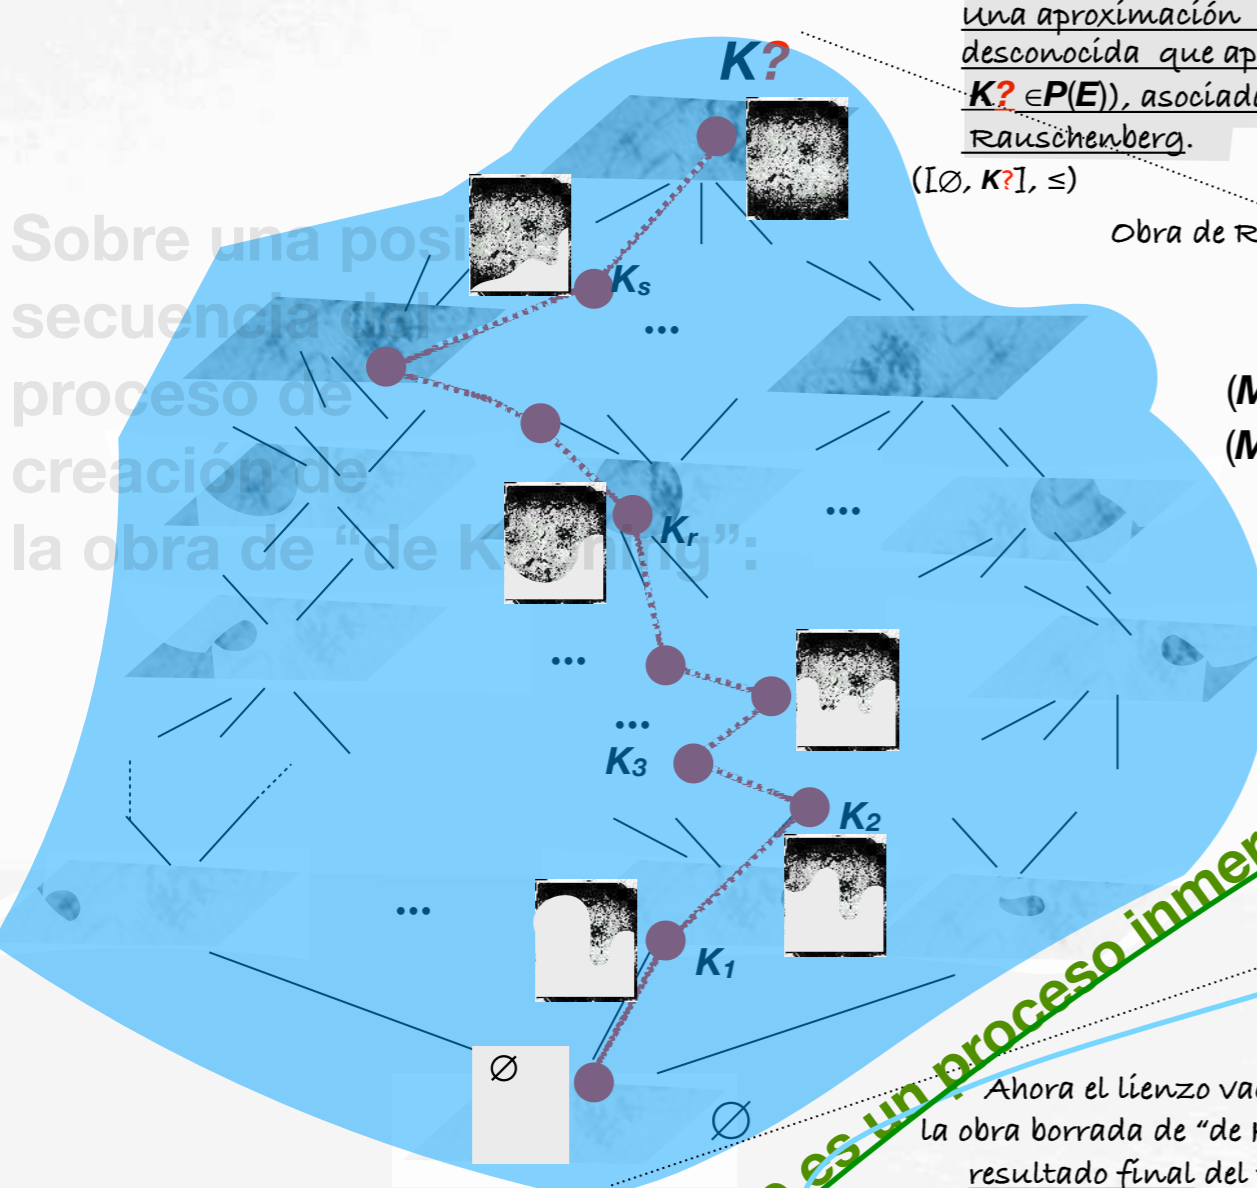 Una aproximación
desconocida que ap
K? ∈P(E)), asociado
Rauschenberg.
([∅, K?], ≤)
Obra de R
K?
Sobre una posi
secuencia del
proceso de
creación de
la obra de “de K ning”:
Ks
...
(M
(M
Kr
...
...
...
K3
K2
...
K1
∅
∅
es un proceso inmer
Ahora el lienzo va
la obra borrada de “de
resultado final del